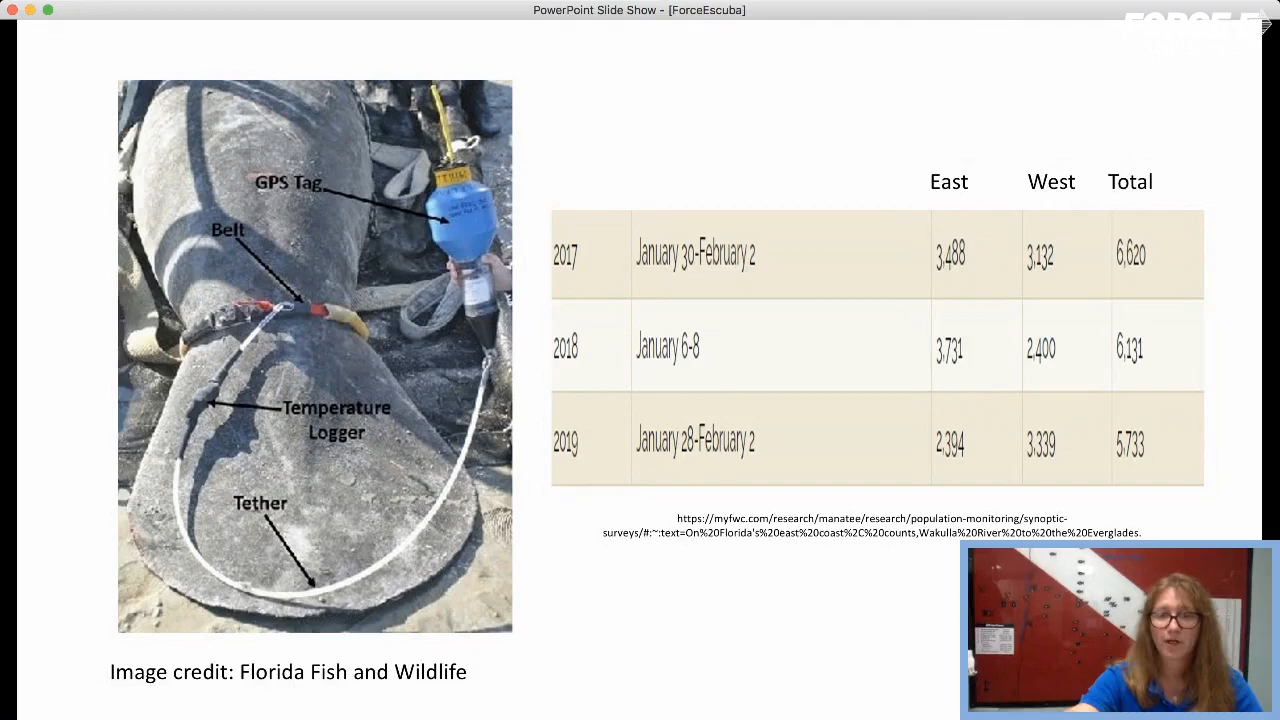 PowerPoint Slide Show - [ForceEscuba]
FORCE-E
GPS Tag
Belt
Temperature
Logger
Tether
Image credit: Florida Fish and Wildlife
East West Total
2017 January 30-February 2 3,488 3,132 6,620
2018 January 6-8 3,731 2,400 6,131
2019 January 28-February 2 2,394 3,339 5,733
https://myfwc.com/research/manatee/research/population-monitoring/synoptic-
surveys/#:~:text=On%20Florida's%20east%20coast%2C%20counts,Wakulla%20River%20to%20the%20Everglades.